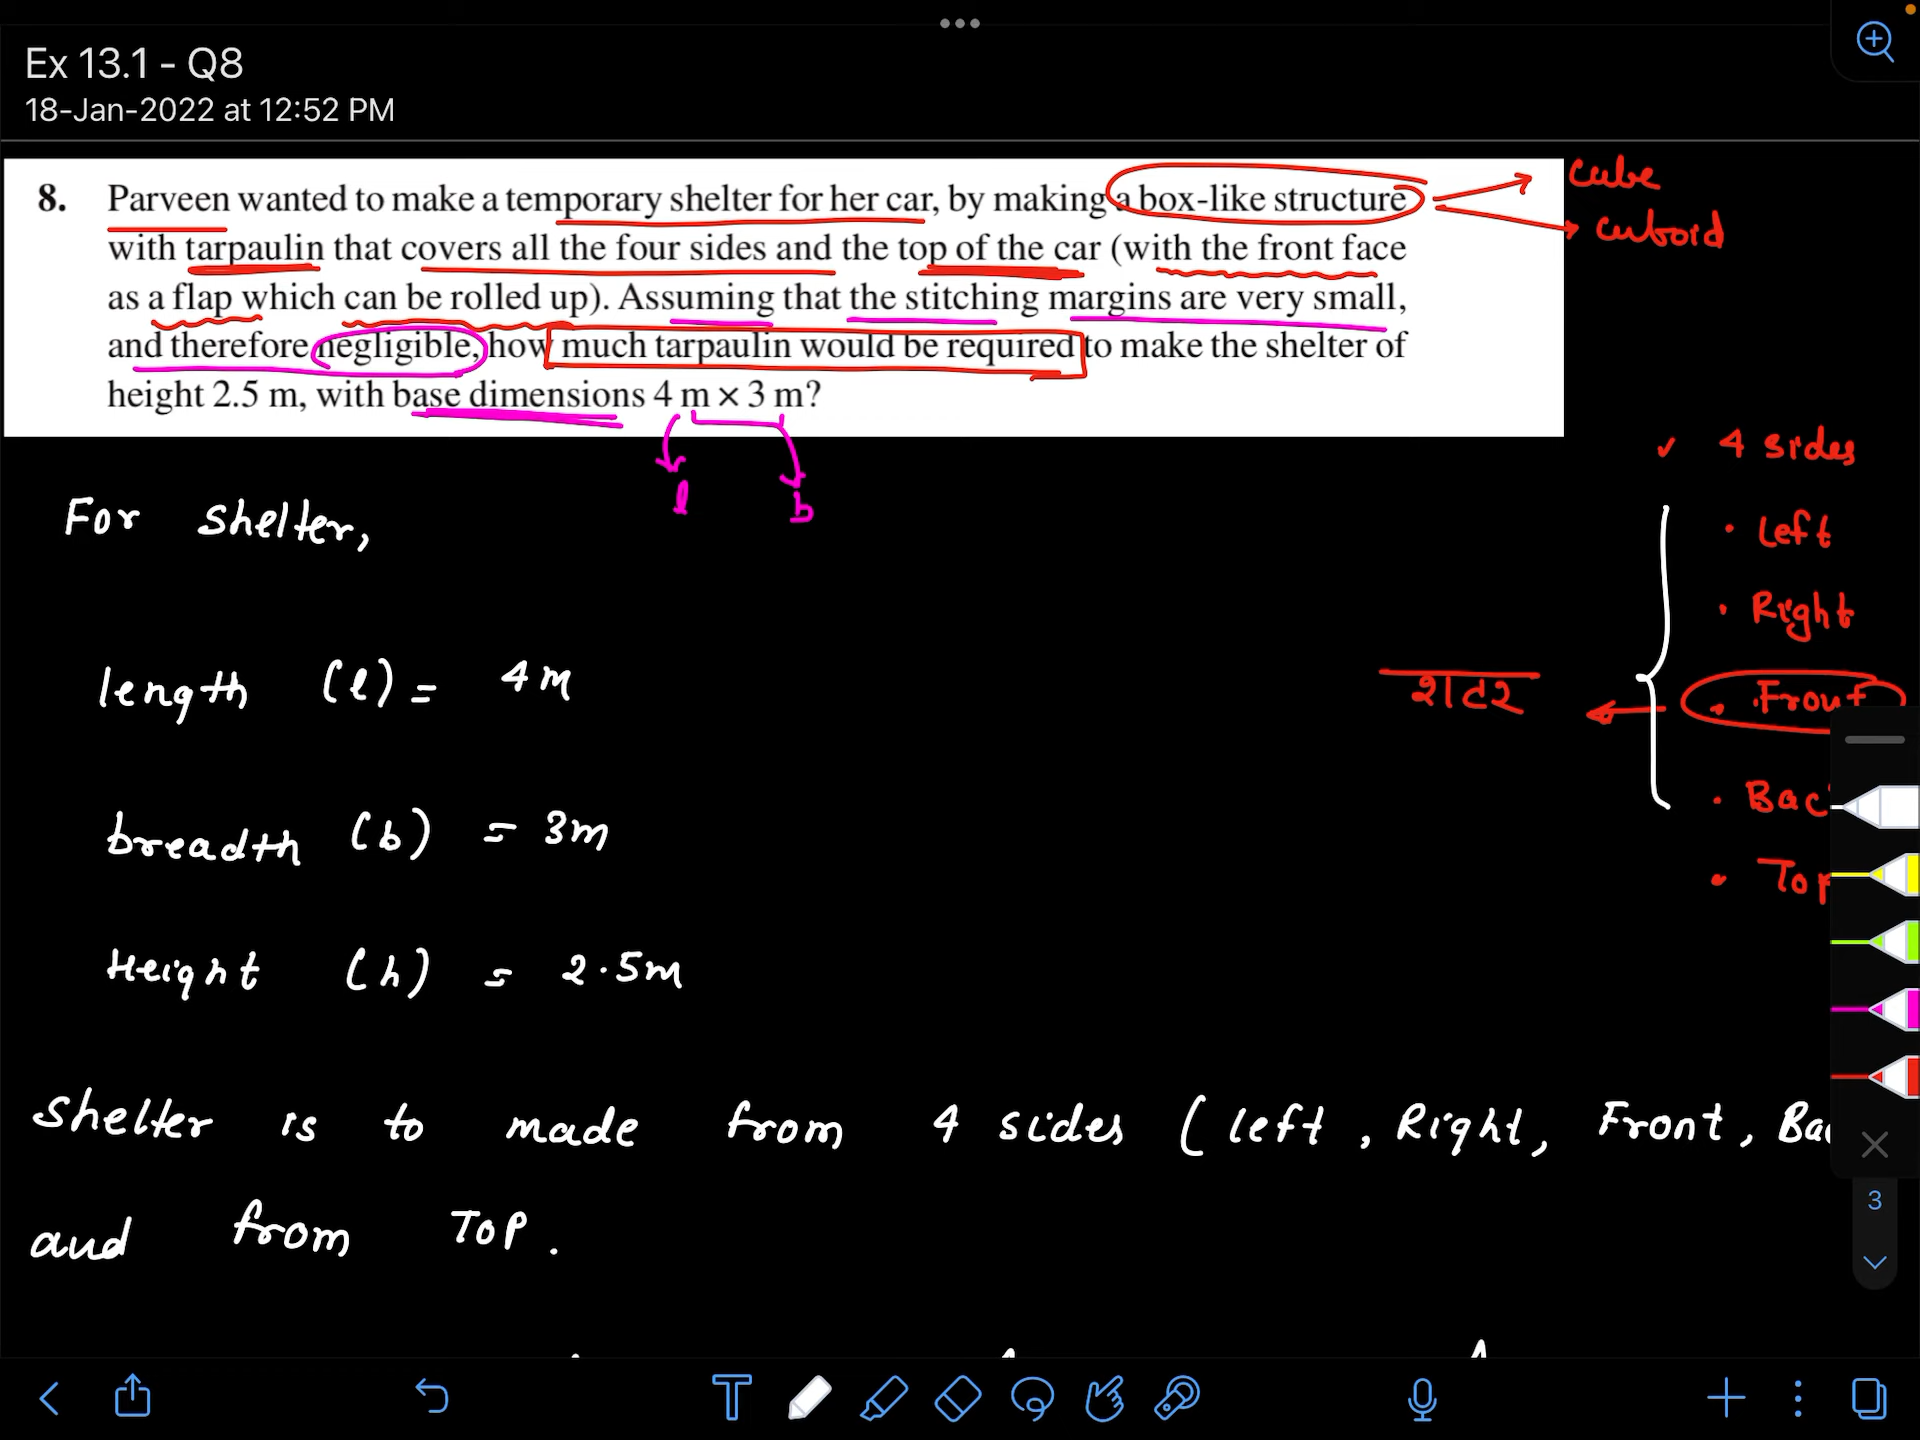 Ex 13.1 - Q8
18-Jan-2022 at 12:52 PM
8. Parveen wanted to make a temporary shelter for her car, by making a box-like structure
with tarpaulin that covers all the four sides and the top of the car (with the front face
as a flap which can be rolled up). Assuming that the stitching margins are very small,
and therefore negligible, how much tarpaulin would be required to make the shelter of
height 2.5 m, with base dimensions 4 m × 3 m?
cube
cuboid
l b
4 sides
• Left
• Right
• Front
शटर
• Bac
• Top
For shelter,
length (l) = 4m
breadth (b) = 3m
Height (h) = 2.5m
Shelter is to made from 4 sides ( left , Right, Front, Ba
and from Top.
3